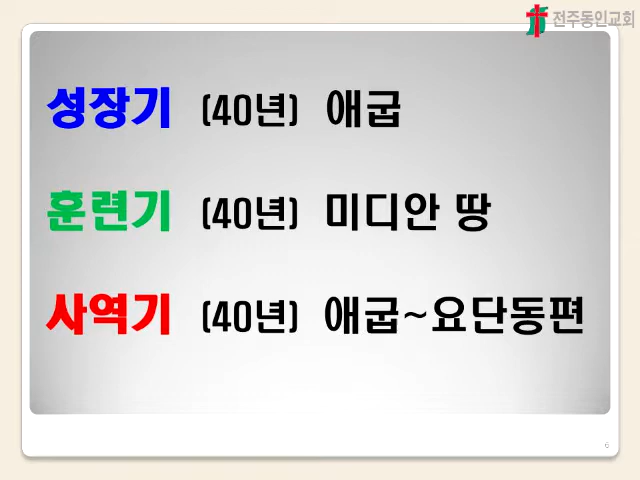 전주동인교회
성장기 (40년) 애굽
훈련기 (40년) 미디안 땅
사역기 (40년) 애굽~요단동편
6